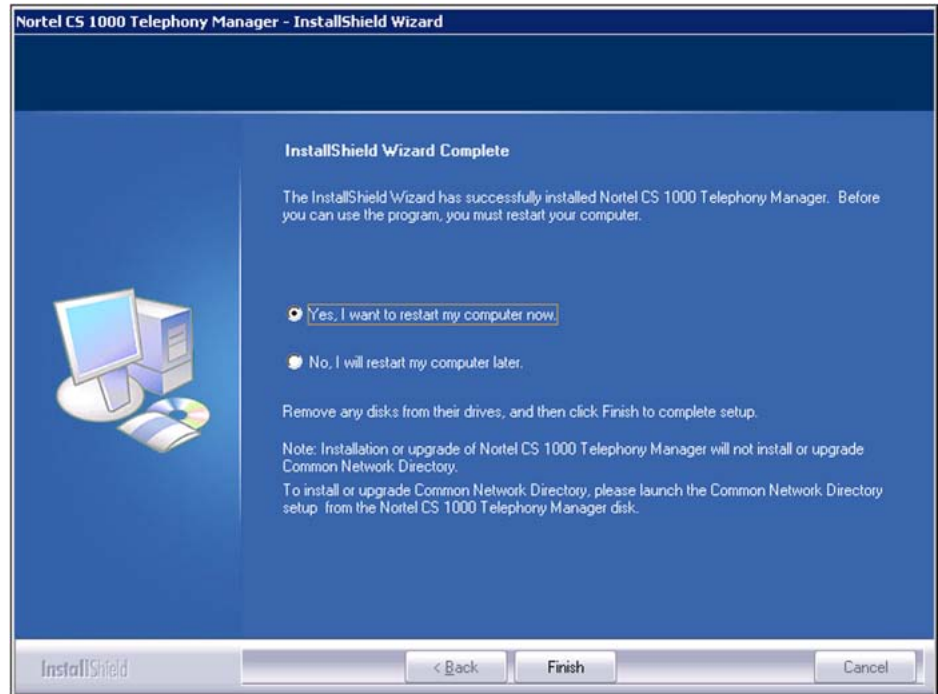 Nortel CS 1000 Telephony Manager - InstallShield Wizard
InstallShield Wizard Complete
The InstallShield Wizard has successfully installed Nortel CS 1000 Telephony Manager.  Before
you can use the program, you must restart your computer.
Yes, I want to restart my computer now.
No, I will restart my computer later.
Remove any disks from their drives, and then click Finish to complete setup.
Note: Installation or upgrade of Nortel CS 1000 Telephony Manager will not install or upgrade
Common Network Directory.
To install or upgrade Common Network Directory, please launch the Common Network Directory
setup  from the Nortel CS 1000 Telephony Manager disk.
InstallShield
< Back
Finish
Cancel